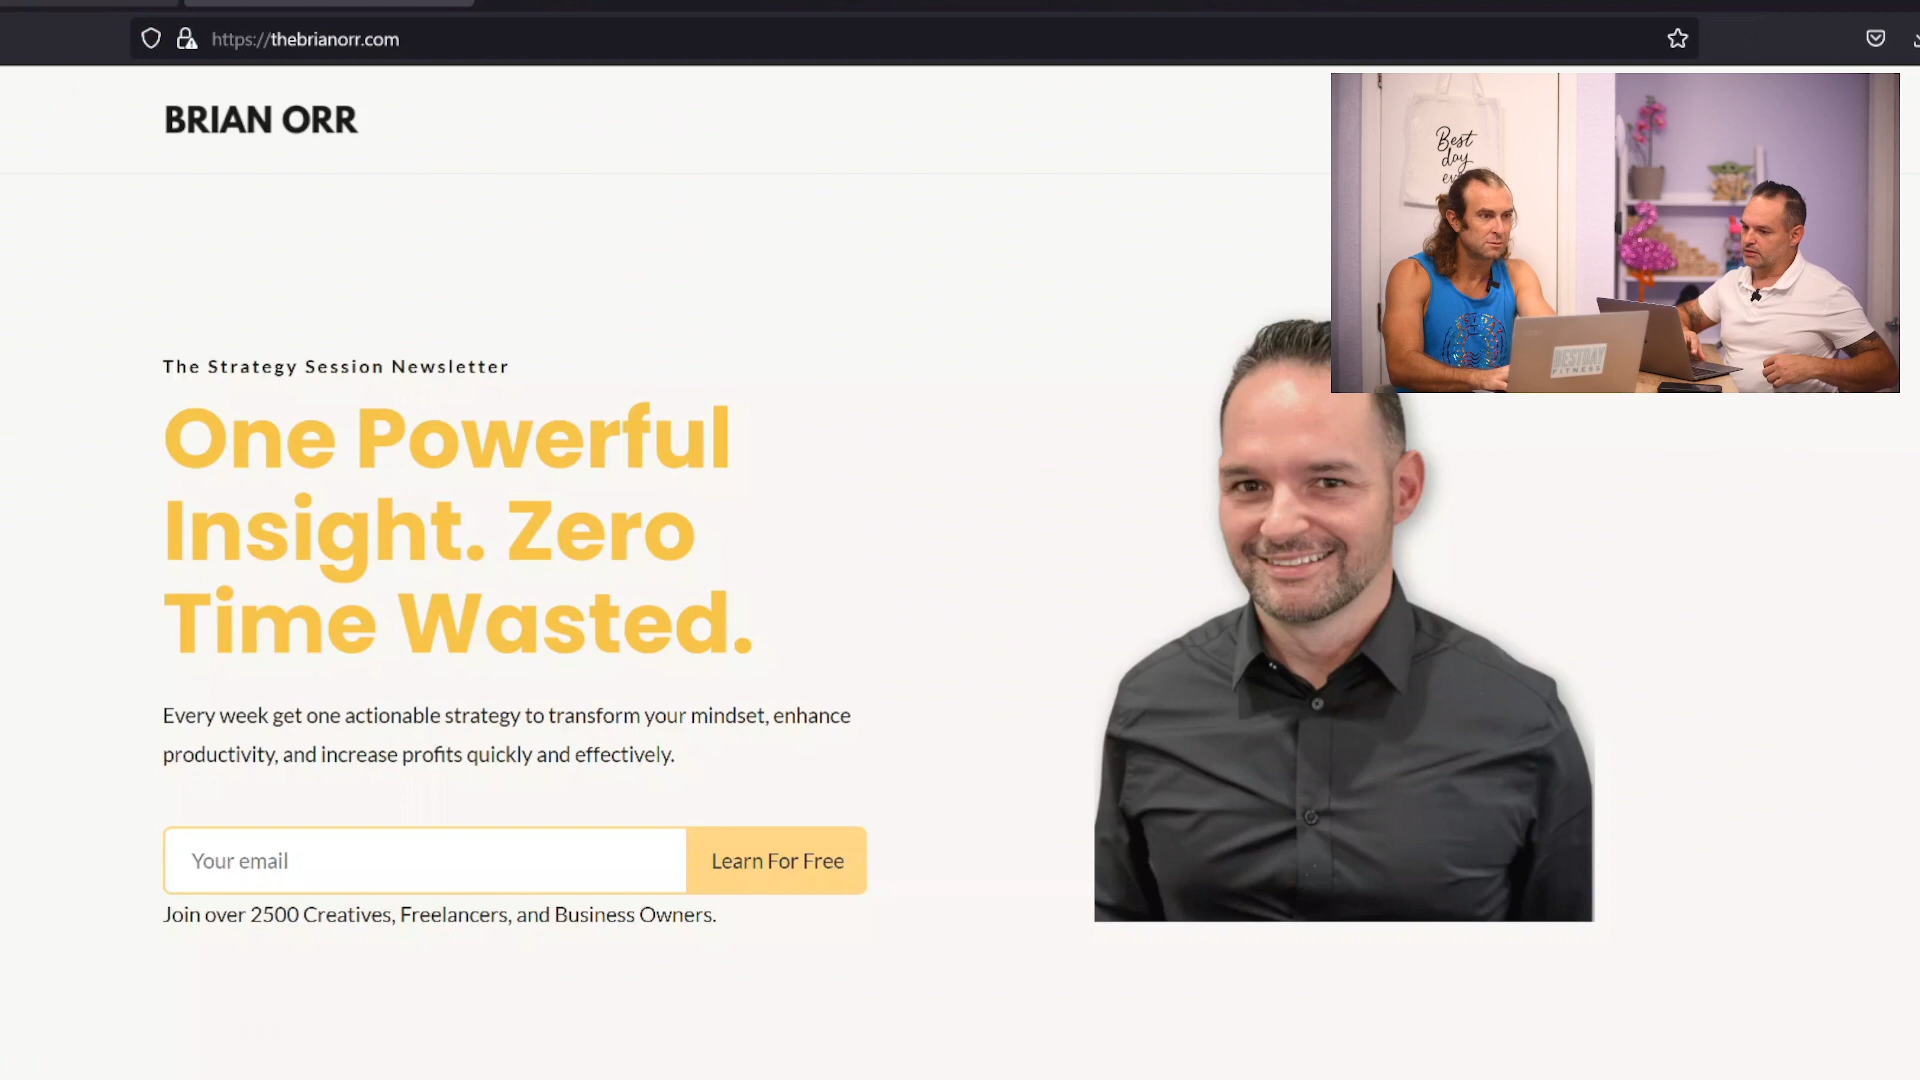 https://thebrianorr.com
BRIAN ORR
Best
day
The Strategy Session Newsletter
One Powerful
Insight. Zero
Time Wasted.
Every week get one actionable strategy to transform your mindset, enhance
productivity, and increase profits quickly and effectively.
Your email
Learn For Free
Join over 2500 Creatives, Freelancers, and Business Owners.
BESTDAY
FITNESS